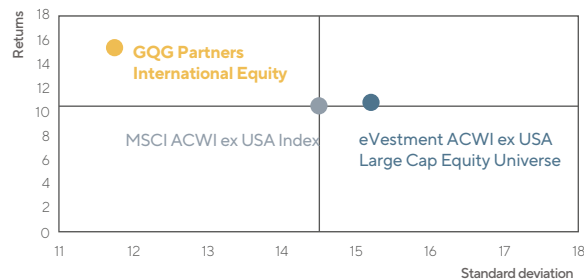 Returns
18
16
14
12
10
8
6
4
2
0
GQG Partners
International Equity
MSCI ACWI ex USA Index
eVestment ACWI ex USA
Large Cap Equity Universe
11 12 13 14 15 16 17 18
Standard deviation